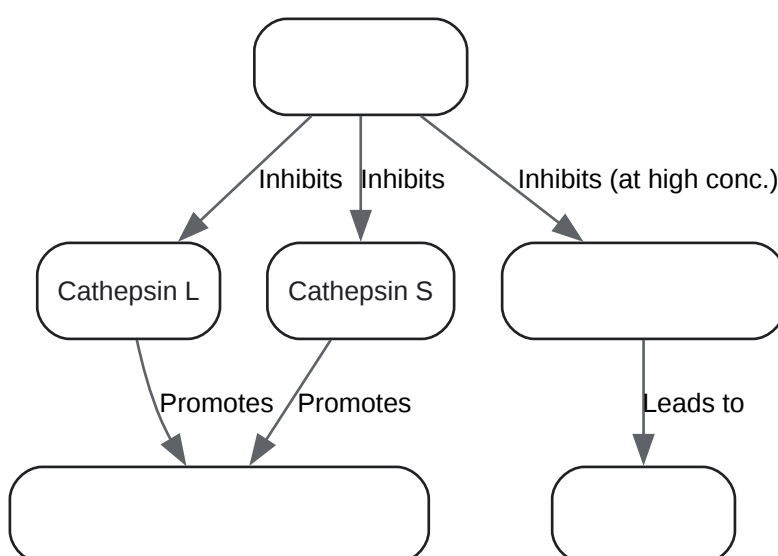 Inhibits Inhibits Inhibits (at high conc.)
Cathepsin L Cathepsin S
Promotes Promotes Leads to